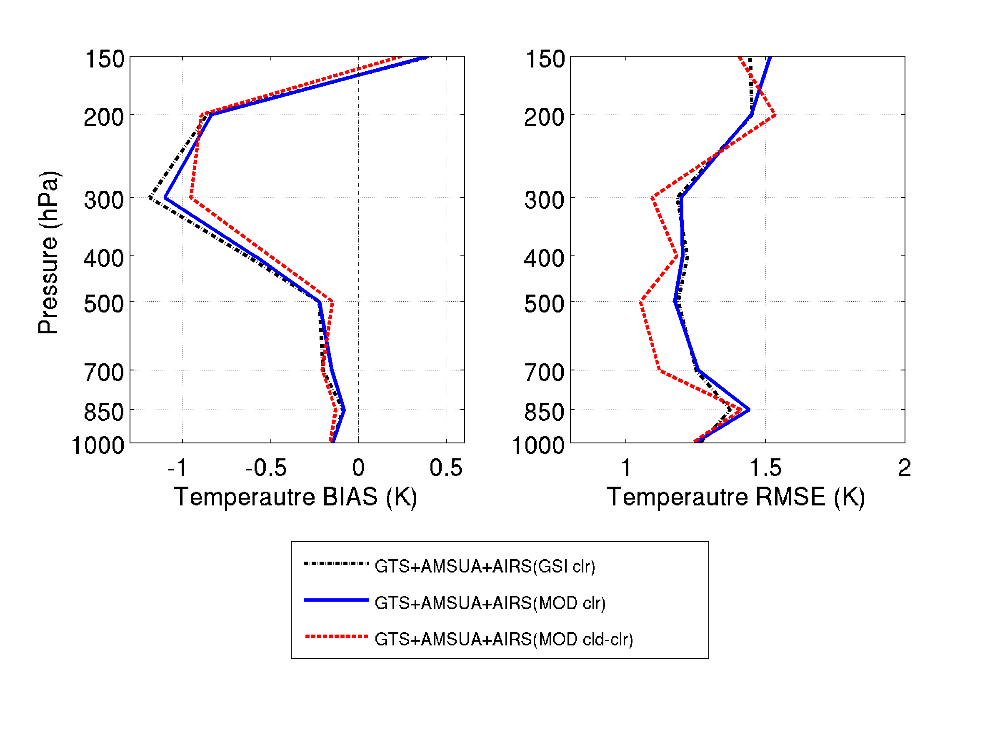 150
200
300
400
500
700
850
1000
Pressure (hPa)
-1 -0.5 0 0.5
Temperautre BIAS (K)
150
200
300
400
500
700
850
1000
1 1.5 2
Temperautre RMSE (K)
GTS+AMSUA+AIRS(GSI clr)
GTS+AMSUA+AIRS(MOD clr)
GTS+AMSUA+AIRS(MOD cld-clr)